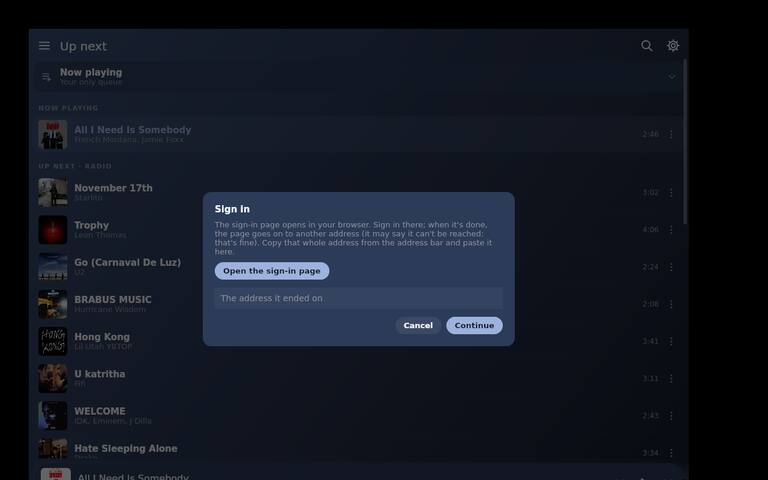 Up next
Now playing
Your only queue
NOW PLAYING
All I Need Is Somebody
French Montana, Jamie Foxx
2:46
UP NEXT · RADIO
November 17th
Starlito
3:02
Trophy
Leon Thomas
4:06
Go (Carnaval De Luz)
U2
2:24
BRABUS MUSIC
Hurricane Wisdom
2:08
HONG KONG
Hong Kong
Lil Utah YBTOP
3:41
U katritha
Fifi
3:31
WELCOME
IDK, Eminem, J Dilla
2:43
Hate Sleeping Alone
Drake
3:34
All I Need Is Somebody
Sign in
The sign-in page opens in your browser. Sign in there; when it's done,
the page goes on to another address (it may say it can't be reached:
that's fine). Copy that whole address from the address bar and paste it
here.
Open the sign-in page
The address it ended on
Cancel
Continue